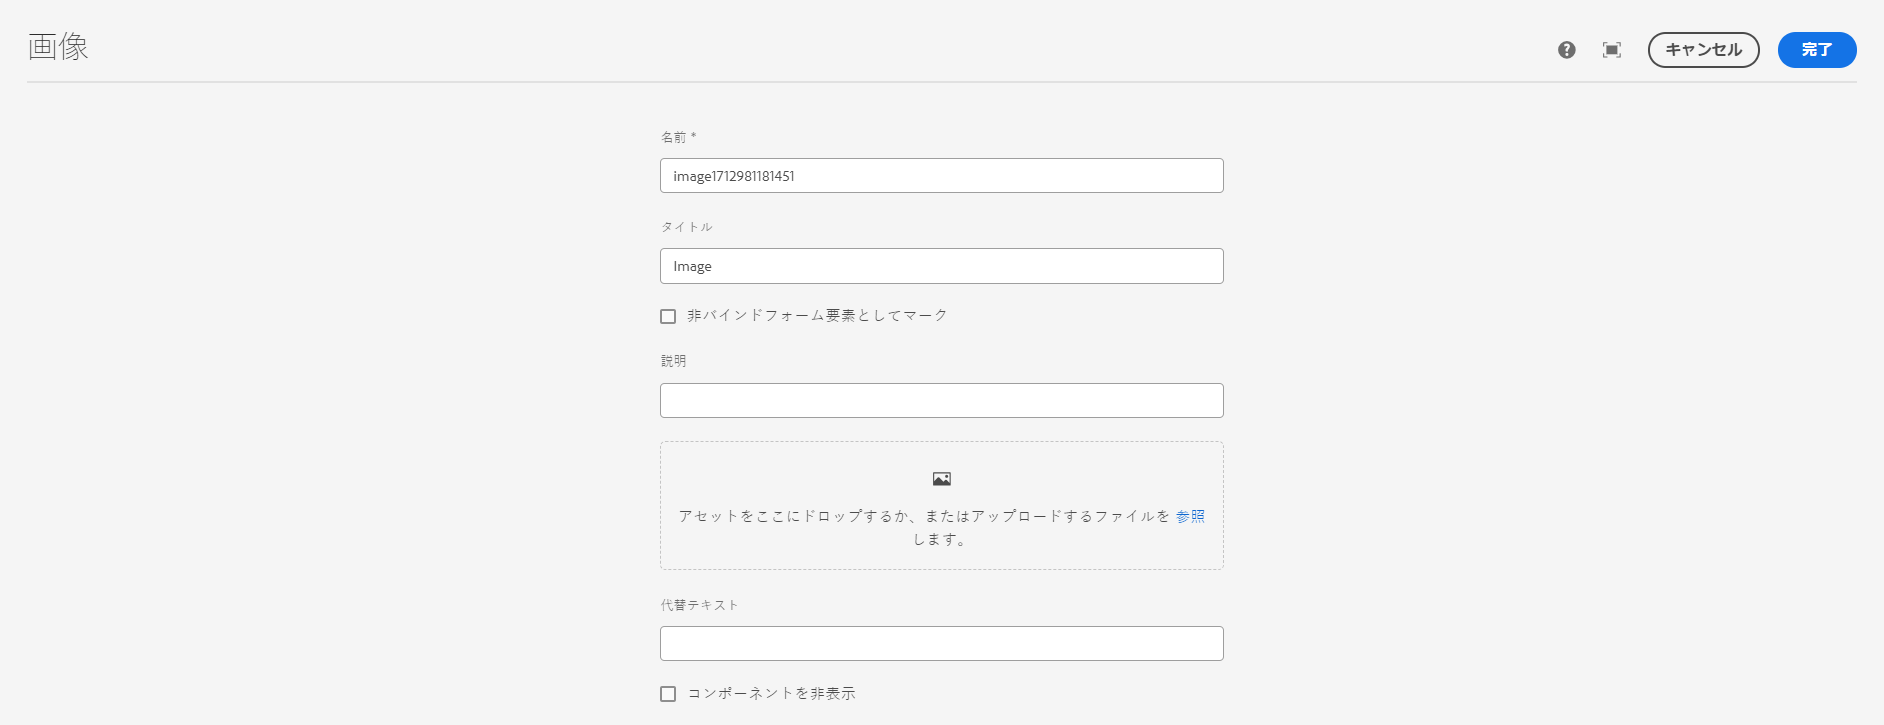 画像
キャンセル
完了
名前 *
image1712981181451
タイトル
Image
非バインドフォーム要素としてマーク
説明
アセットをここにドロップするか、またはアップロードするファイルを 参照
します。
代替テキスト
コンポーネントを非表示